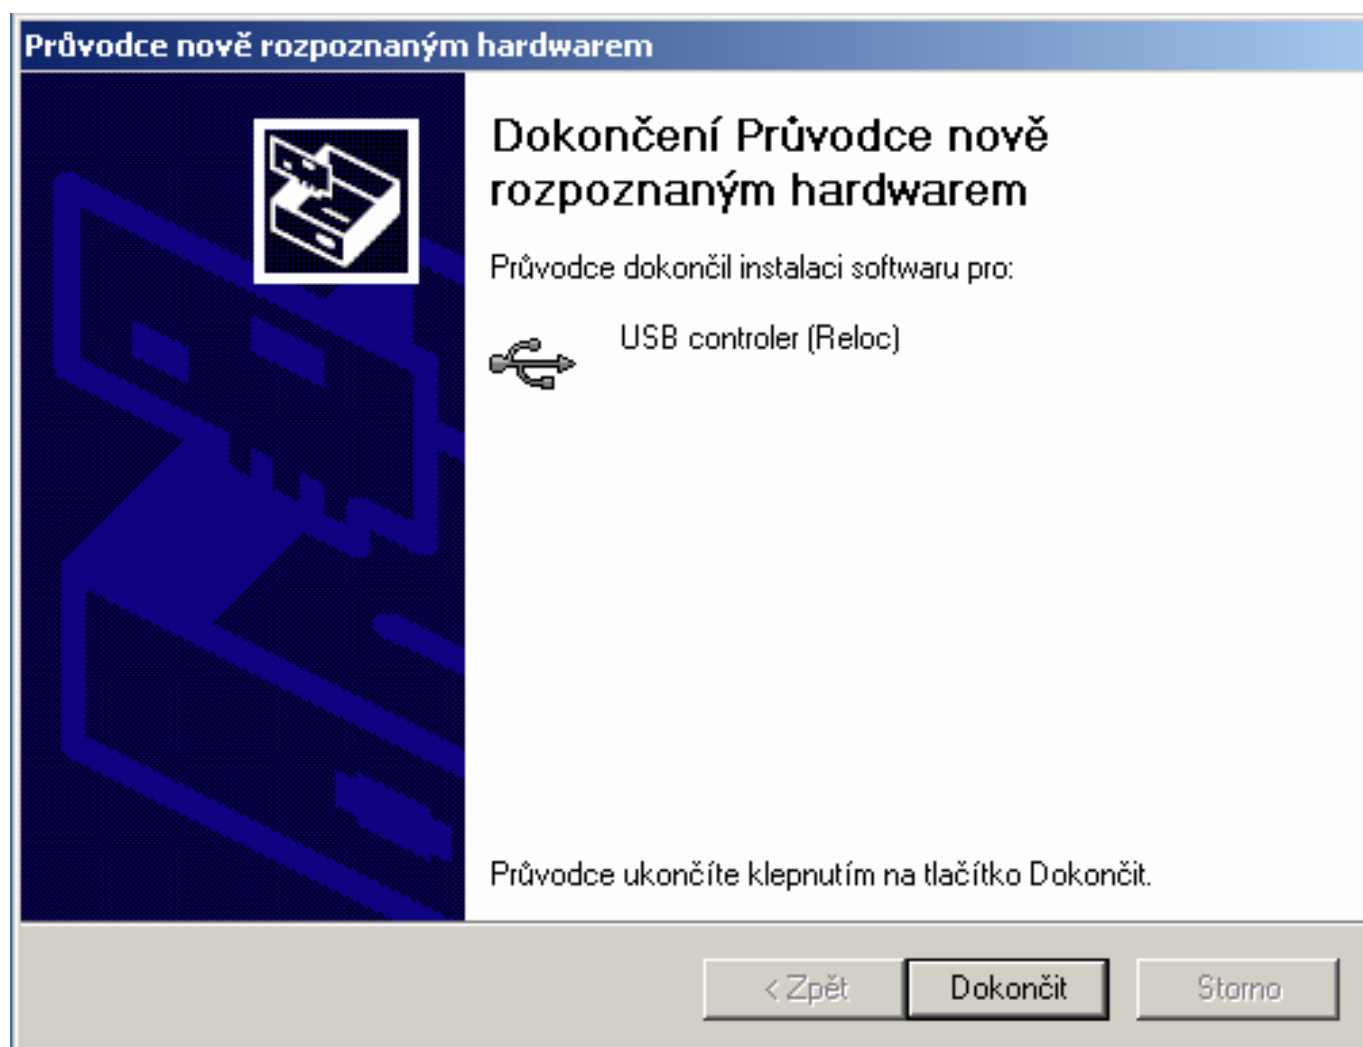 Průvodce nově rozpoznaným hardwarem
Dokončení Průvodce nově
rozpoznaným hardwarem
Průvodce dokončil instalaci softwaru pro:
USB controler (Reloc)
Průvodce ukončíte klepnutím na tlačítko Dokončit.
< Zpět
Dokončit
Storno